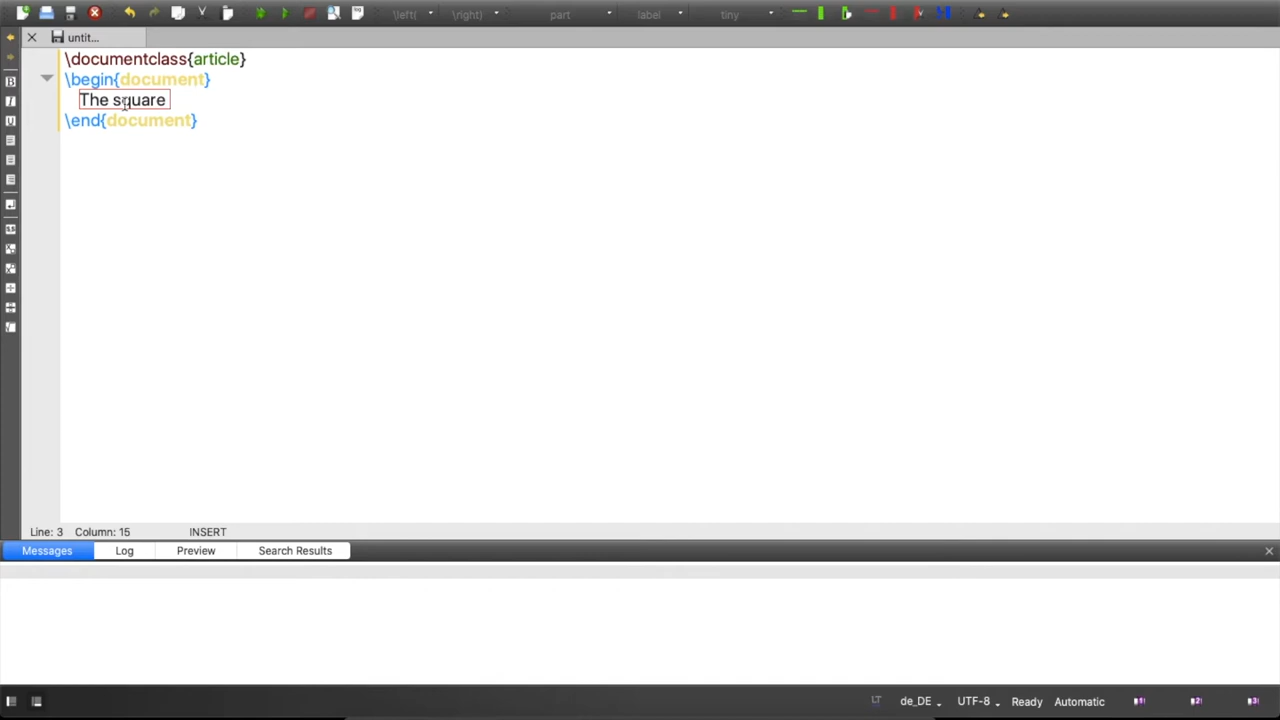 \left( \right) part label tiny
untit...
\documentclass{article}
\begin{document}
The square
\end{document}
Line: 3 Column: 15 INSERT
Messages Log Preview Search Results
LT de_DE UTF-8 Ready Automatic